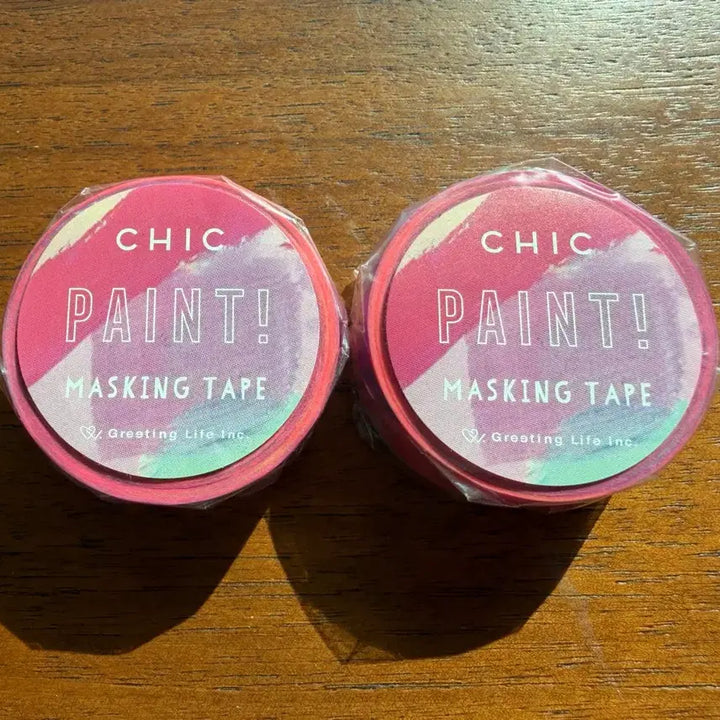 CHIC
PAINT!
MASKING TAPE
Greeting Life Inc.
CHIC
PAINT!
MASKING TAPE
Greeting Life Inc.